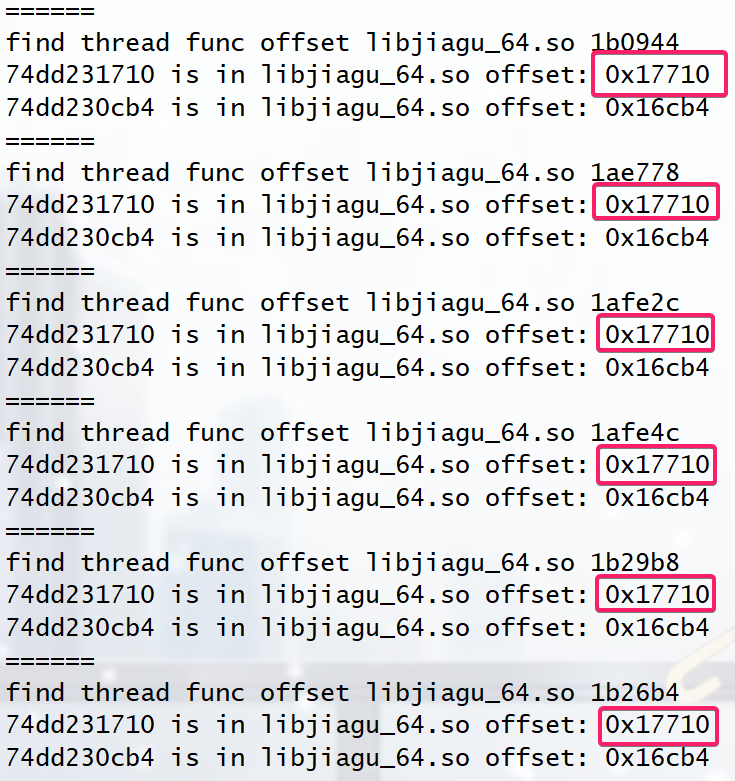 ======
find thread func offset libjiagu_64.so 1b0944
74dd231710 is in libjiagu_64.so offset: 0x17710
74dd230cb4 is in libjiagu_64.so offset: 0x16cb4
======
find thread func offset libjiagu_64.so 1ae778
74dd231710 is in libjiagu_64.so offset: 0x17710
74dd230cb4 is in libjiagu_64.so offset: 0x16cb4
======
find thread func offset libjiagu_64.so 1afe2c
74dd231710 is in libjiagu_64.so offset: 0x17710
74dd230cb4 is in libjiagu_64.so offset: 0x16cb4
======
find thread func offset libjiagu_64.so 1afe4c
74dd231710 is in libjiagu_64.so offset: 0x17710
74dd230cb4 is in libjiagu_64.so offset: 0x16cb4
======
find thread func offset libjiagu_64.so 1b29b8
74dd231710 is in libjiagu_64.so offset: 0x17710
74dd230cb4 is in libjiagu_64.so offset: 0x16cb4
======
find thread func offset libjiagu_64.so 1b26b4
74dd231710 is in libjiagu_64.so offset: 0x17710
74dd230cb4 is in libjiagu_64.so offset: 0x16cb4